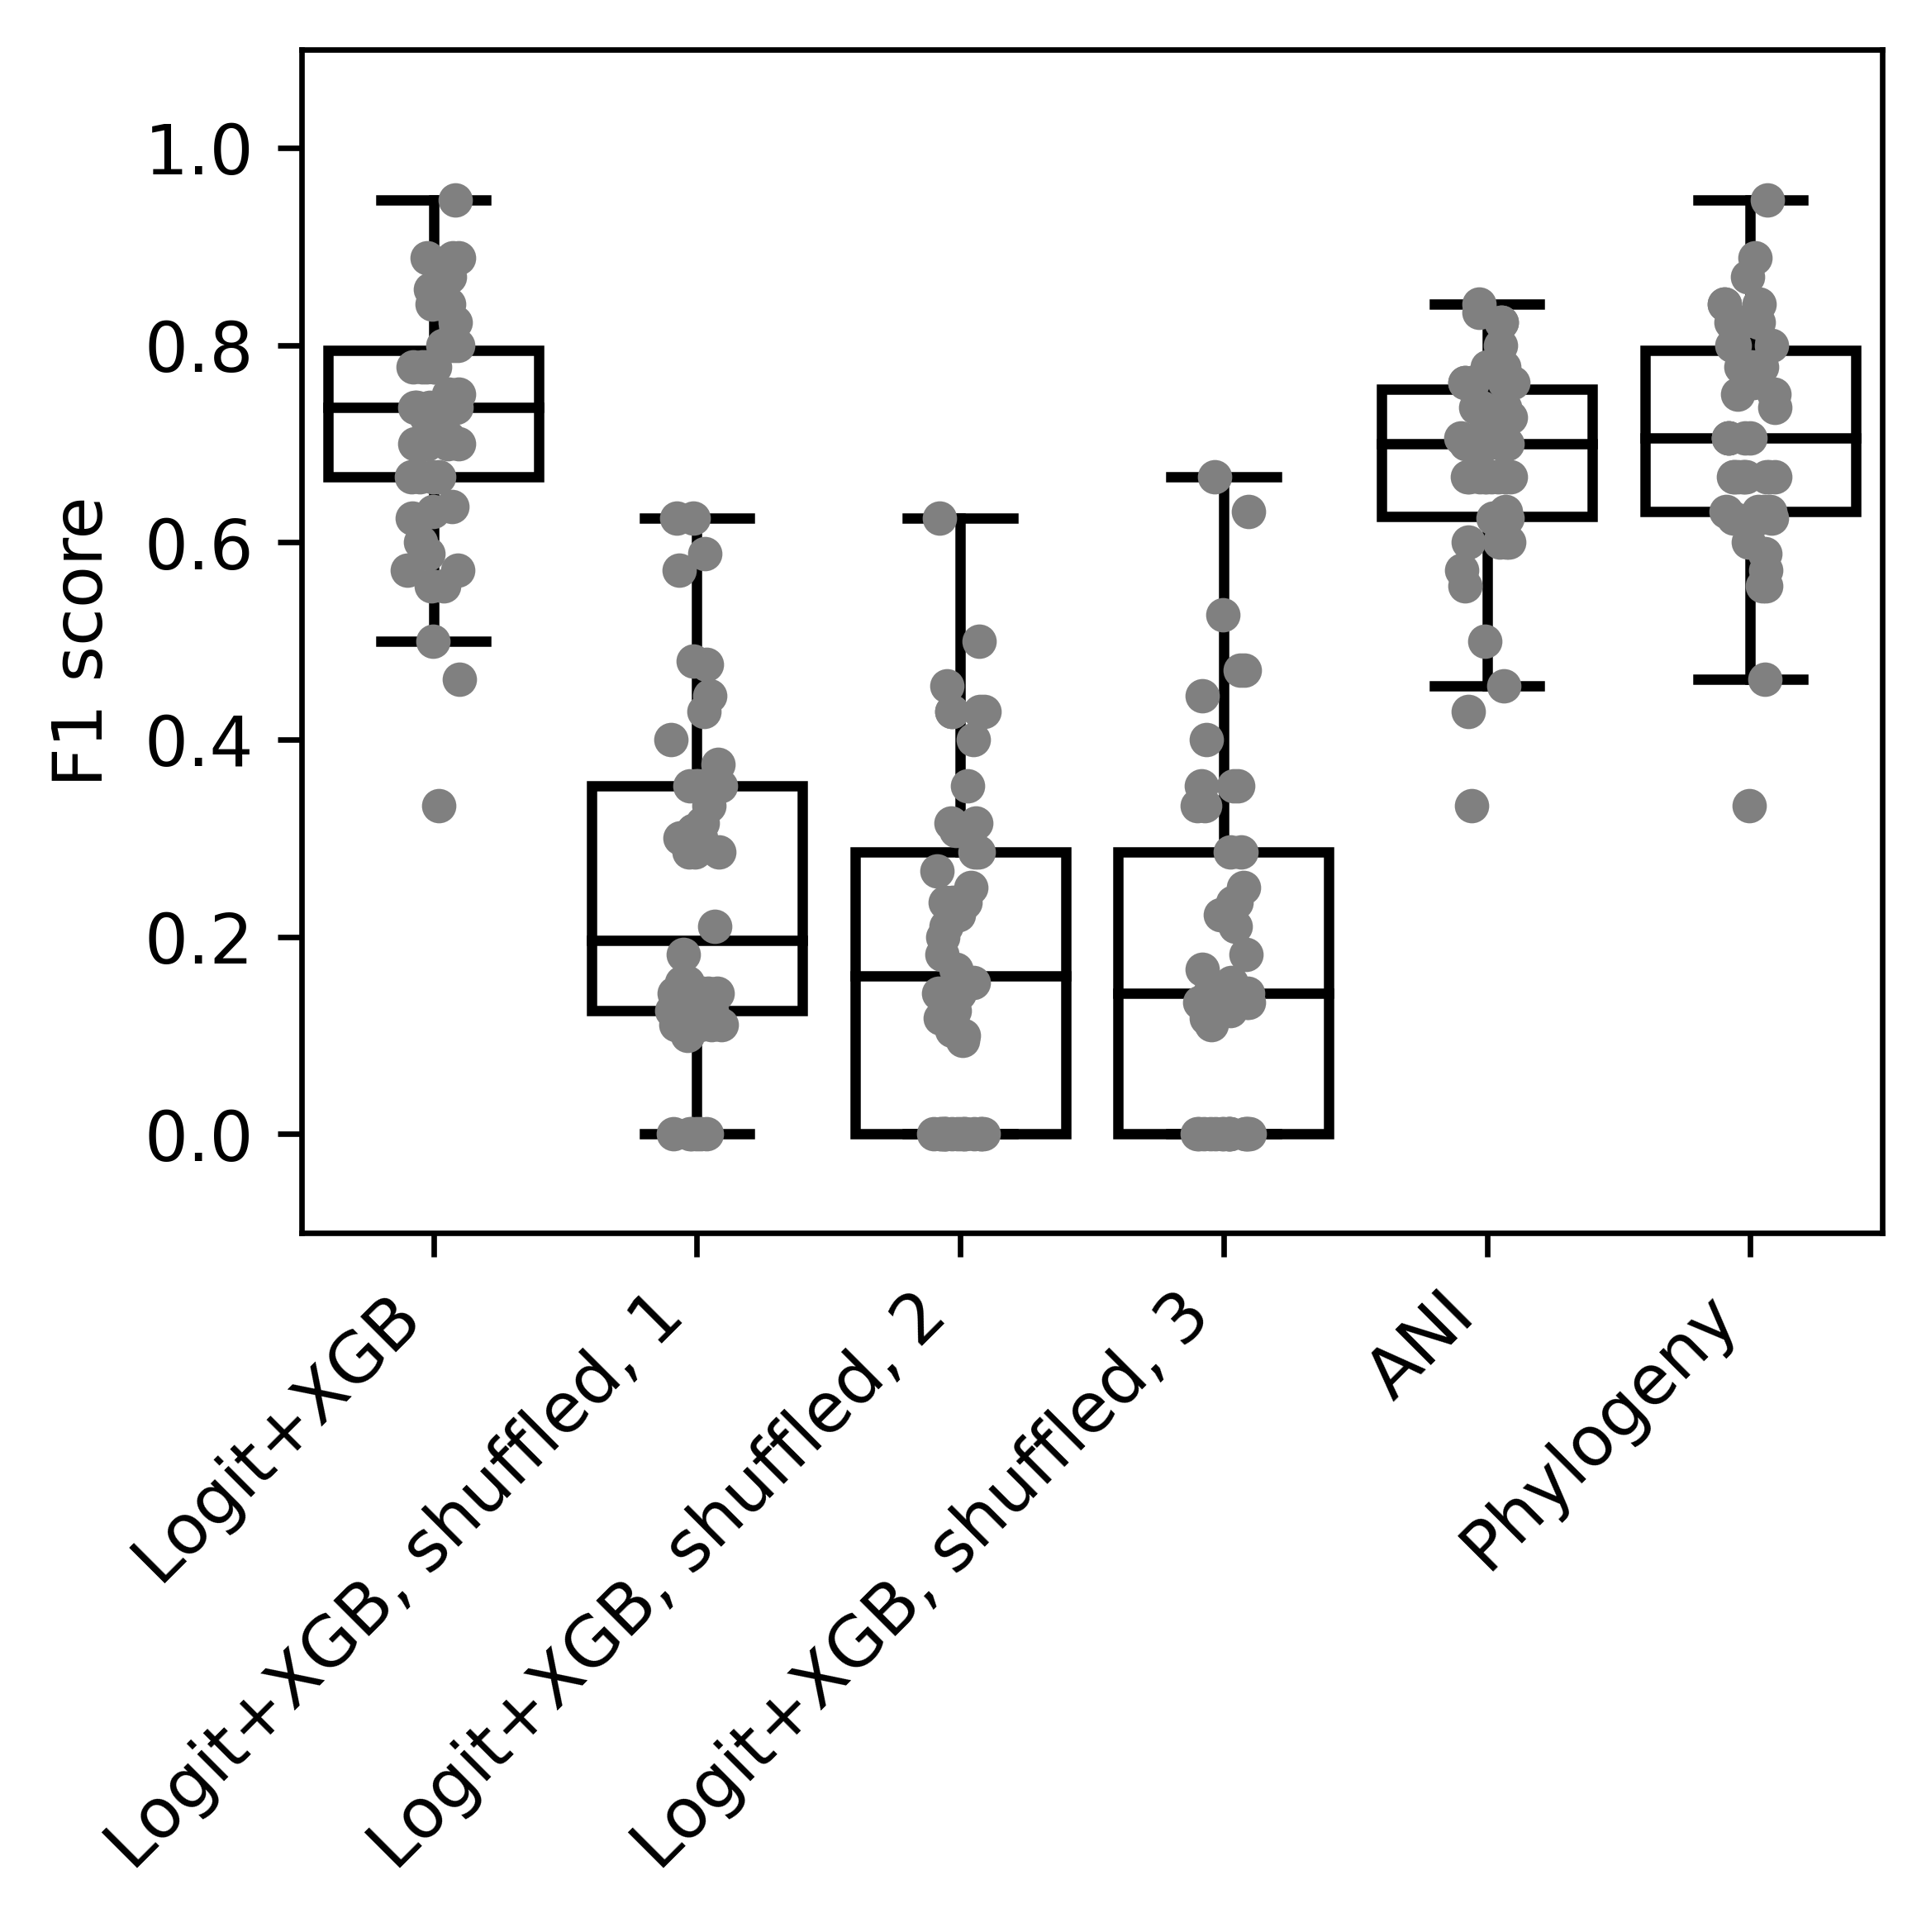 F1 score
1.0
0.8
0.6
0.4
0.2
0.0
Logit+XGB
Logit+XGB, shuffled, 1
Logit+XGB, shuffled, 2
Logit+XGB, shuffled, 3
ANI
Phylogeny